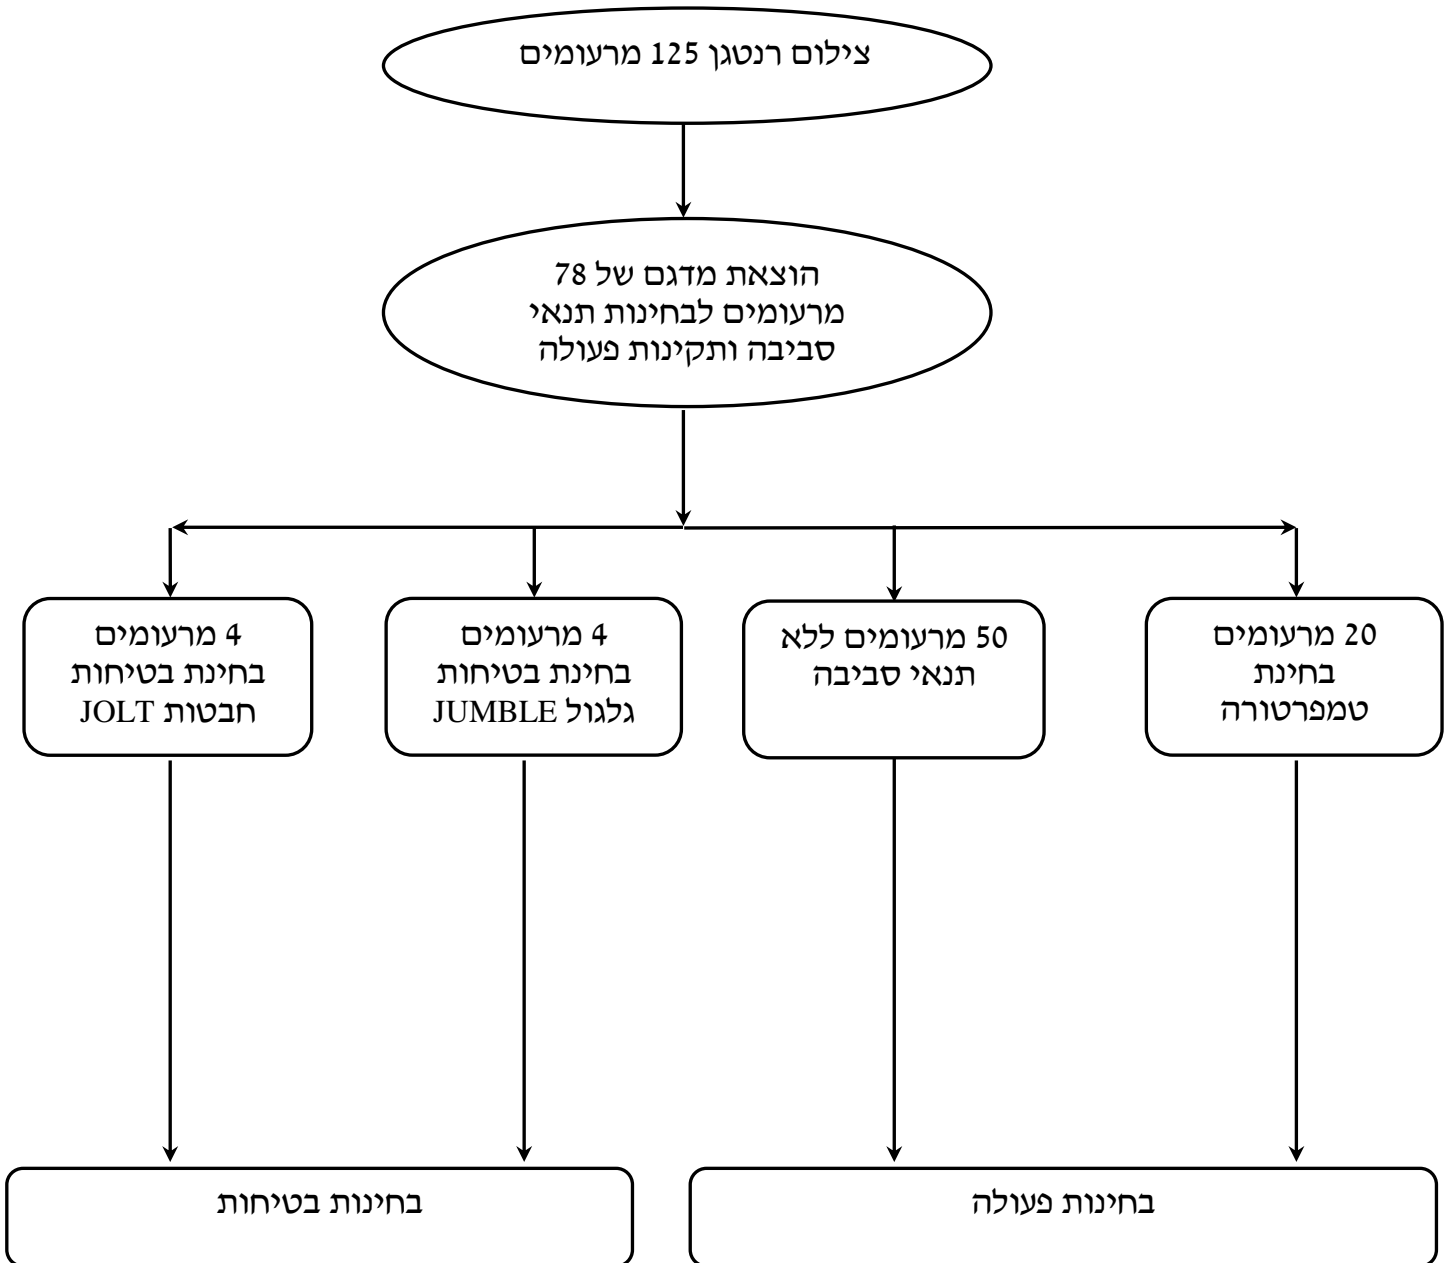 צילום רנטגן 125 מרעומים
הוצאת מדגם של 78
מרעומים לבחינות תנאי
סביבה ותקינות פעולה
20 מרעומים
בחינת
טמפרטורה
50 מרעומים ללא
תנאי סביבה
4 מרעומים
בחינת בטיחות
גלגול JUMBLE
4 מרעומים
בחינת בטיחות
חבטות JOLT
בחינות פעולה
בחינות בטיחות